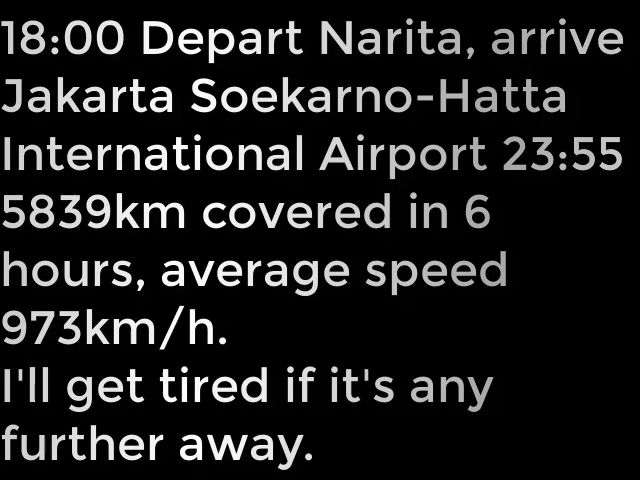 18:00 Depart Narita, arrive
Jakarta Soekarno-Hatta
International Airport 23:55
5839km covered in 6
hours, average speed
973km/h.
I'll get tired if it's any
further away.